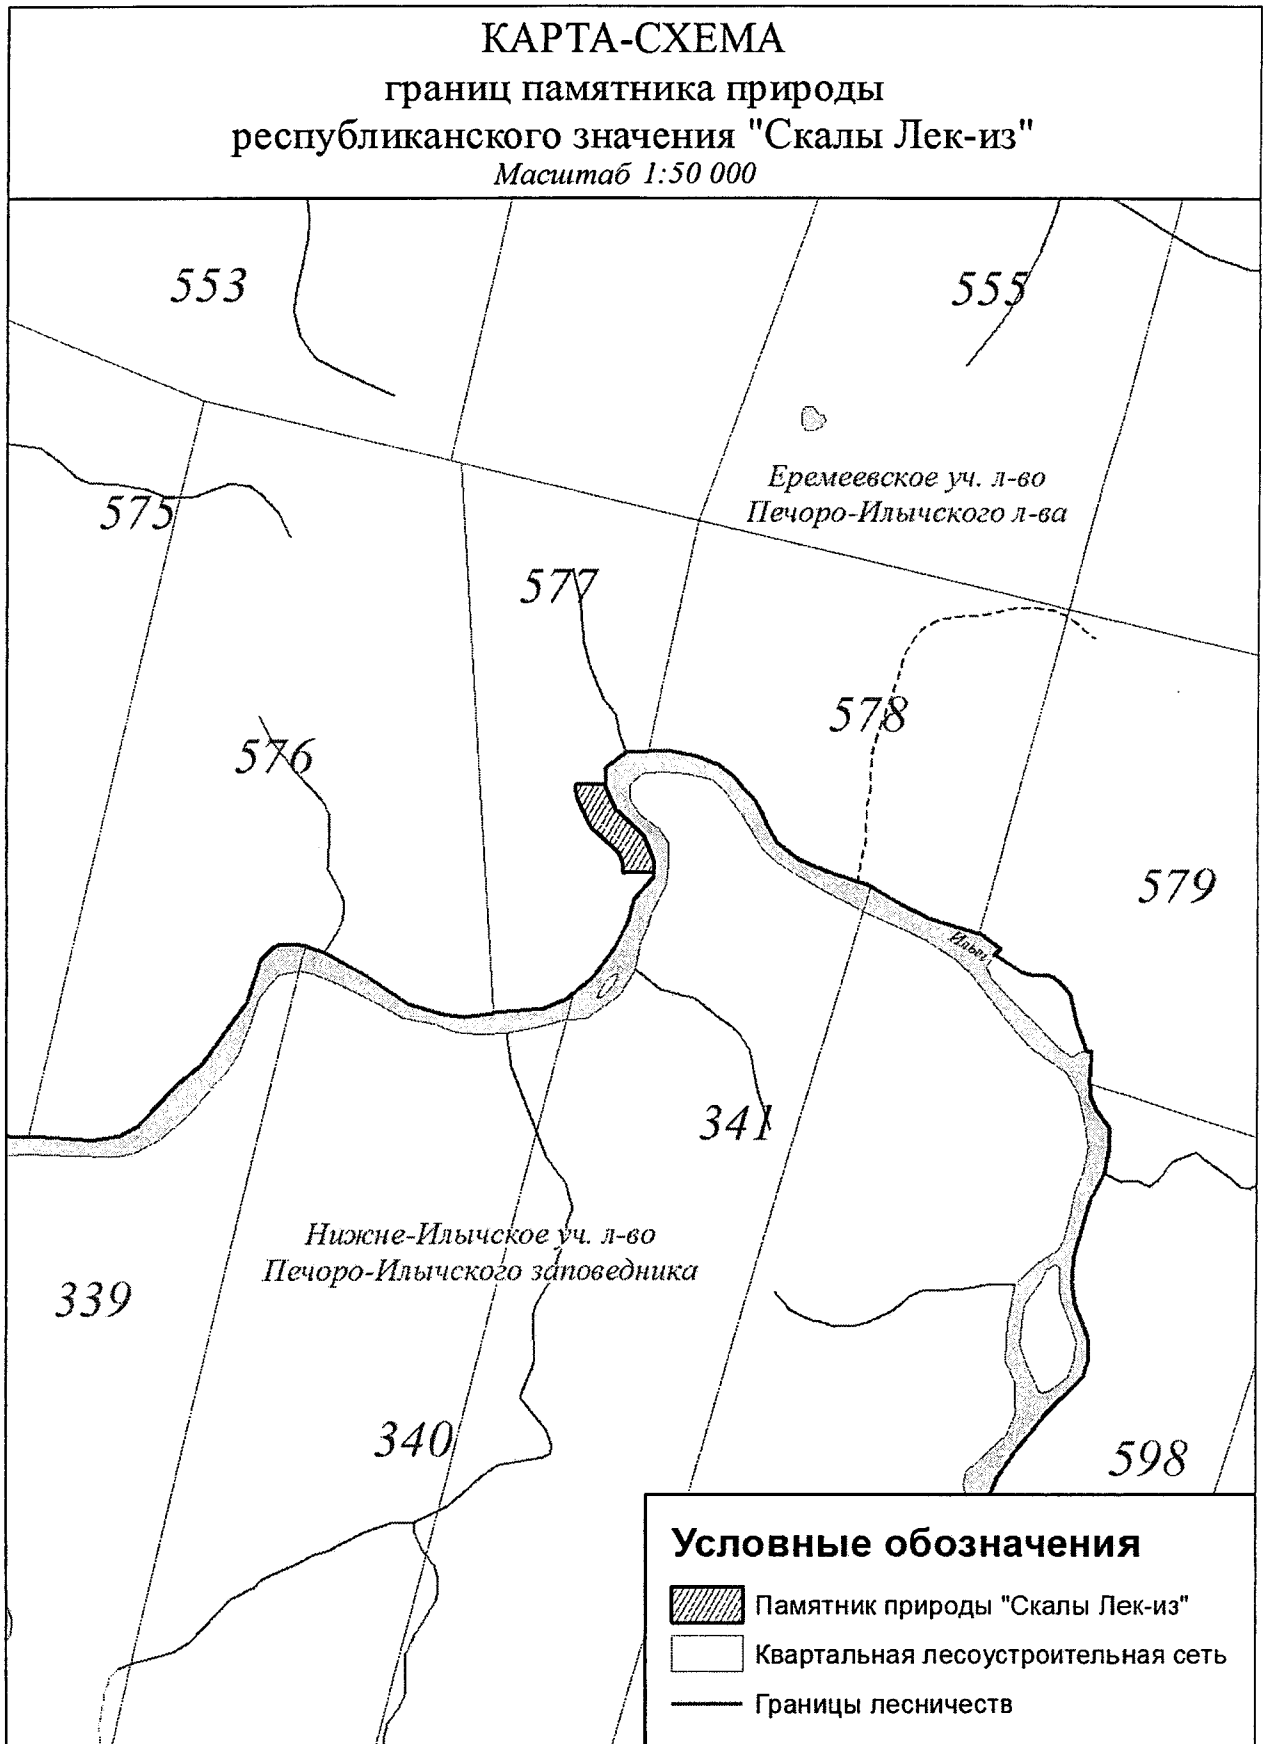 КАРТА-СХЕМА
границ памятника природы
республиканского значения "Скалы Лек-из"
Масштаб 1:50 000
553
555
Еремеевское уч. л-во
Печоро-Илычского л-ва
575
577
578
576
579
Илыч
341
Нижне-Илычское уч. л-во
Печоро-Илычского заповедника
339
340
598
Условные обозначения
Памятник природы "Скалы Лек-из"
Квартальная лесоустроительная сеть
Границы лесничеств